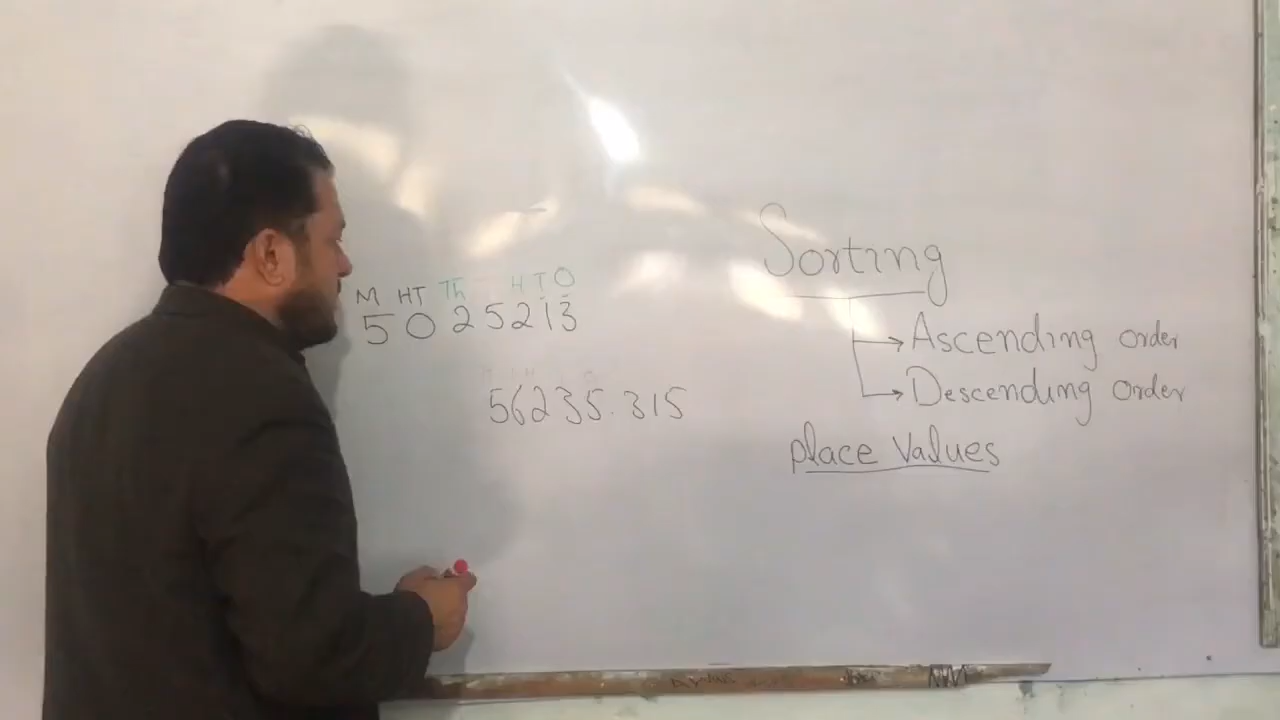 M HT Th H T O
5025213
56235.315
Sorting
Ascending order
Descending order
place Values